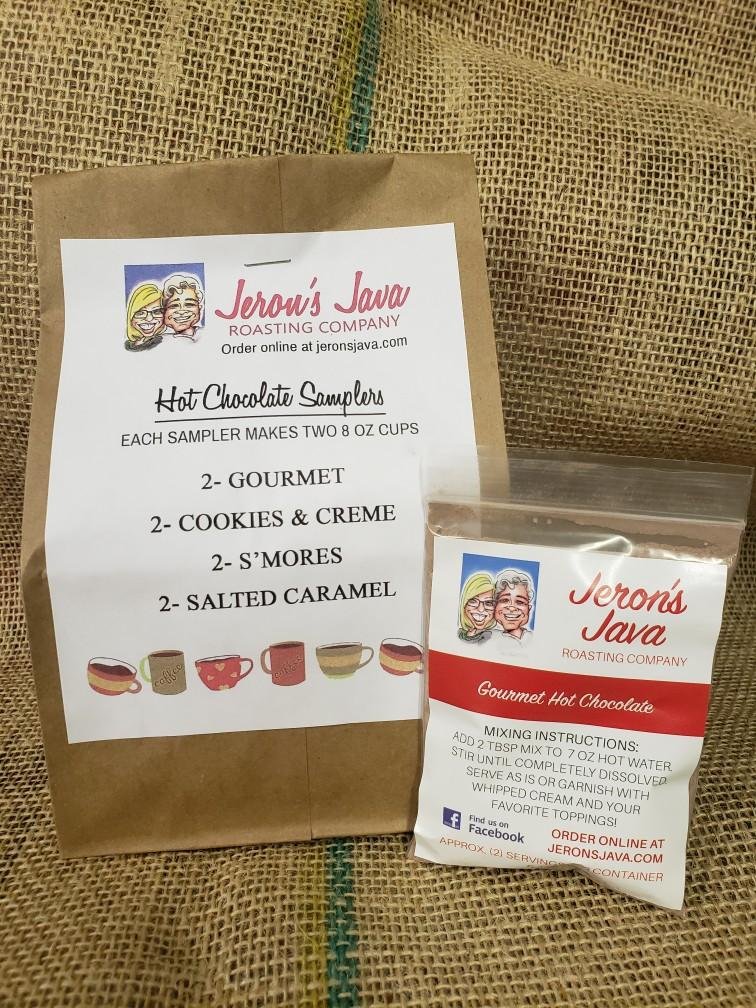 Jeron's Java
ROASTING COMPANY
Order online at jeronsjava.com
Hot Chocolate Samplers
EACH SAMPLER MAKES TWO 8 OZ CUPS
2- GOURMET
2- COOKIES & CREME
2- S'MORES
2- SALTED CARAMEL
coffee
Jeron's
Java
ROASTING COMPANY
Gourmet Hot Chocolate
MIXING INSTRUCTIONS:
ADD 2 TBSP MIX TO 7 OZ HOT WATER.
STIR UNTIL COMPLETELY DISSOLVED.
SERVE AS IS OR GARNISH WITH
WHIPPED CREAM AND YOUR
FAVORITE TOPPINGS!
f
Find us on
Facebook
ORDER ONLINE AT
JERONSJAVA.COM
APPROX. (2) CONTAINER